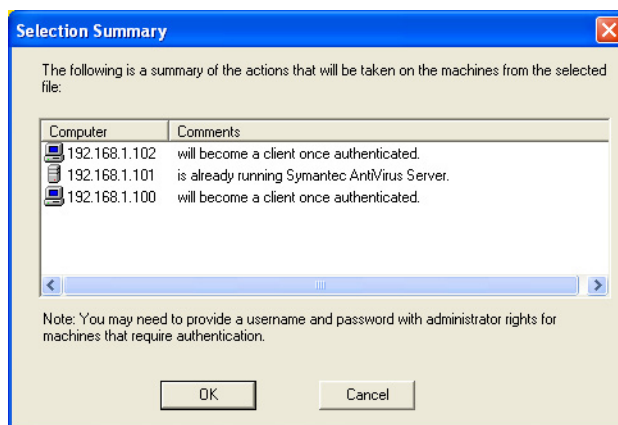 Selection Summary
The following is a summary of the actions that will be taken on the machines from the selected
file:
Computer Comments
192.168.1.102 will become a client once authenticated.
192.168.1.101 is already running Symantec AntiVirus Server.
192.168.1.100 will become a client once authenticated.
Note: You may need to provide a username and password with administrator rights for
machines that require authentication.
OK Cancel